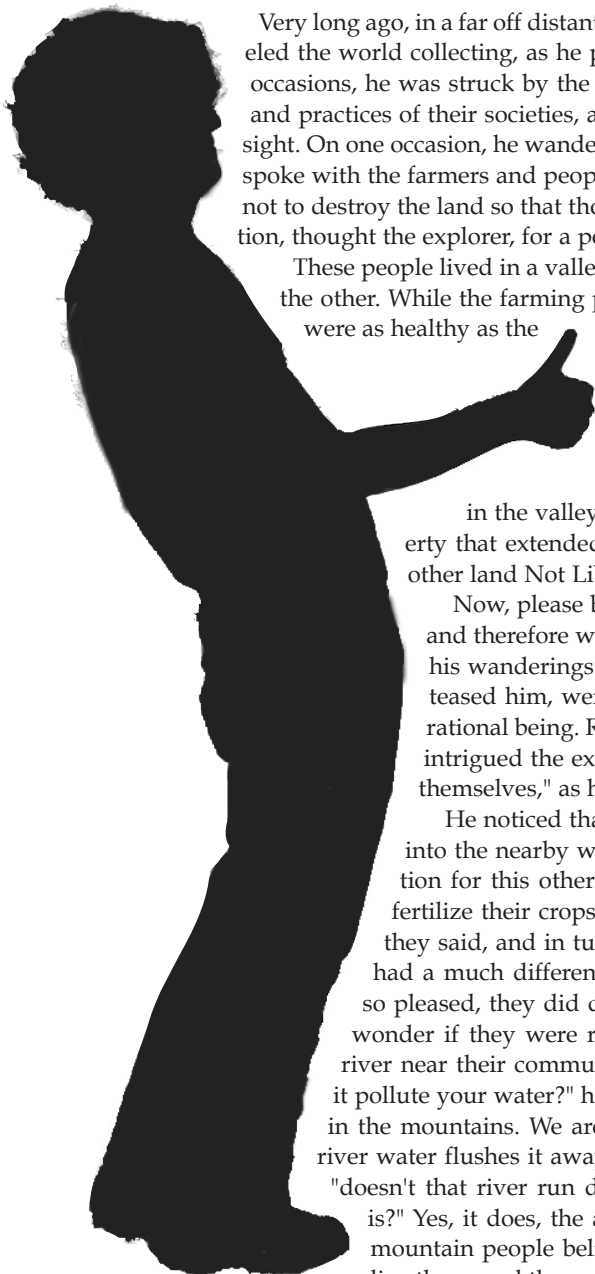 Very long ago, in a far off distant
eled the world collecting, as he p
occasions, he was struck by the
and practices of their societies, a
sight. On one occasion, he wande
spoke with the farmers and peop
not to destroy the land so that tho
tion, thought the explorer, for a pe
These people lived in a valle
the other. While the farming p
were as healthy as the
in the valley
erty that extended
other land Not Li
Now, please b
and therefore w
his wanderings
teased him, wer
rational being. R
intrigued the ex
themselves," as h
He noticed tha
into the nearby w
tion for this other
fertilize their crops
they said, and in tu
had a much differen
so pleased, they did o
wonder if they were r
river near their commu
it pollute your water?" h
in the mountains. We are
river water flushes it awa
"doesn't that river run d
is?" Yes, it does, the a
mountain people beli